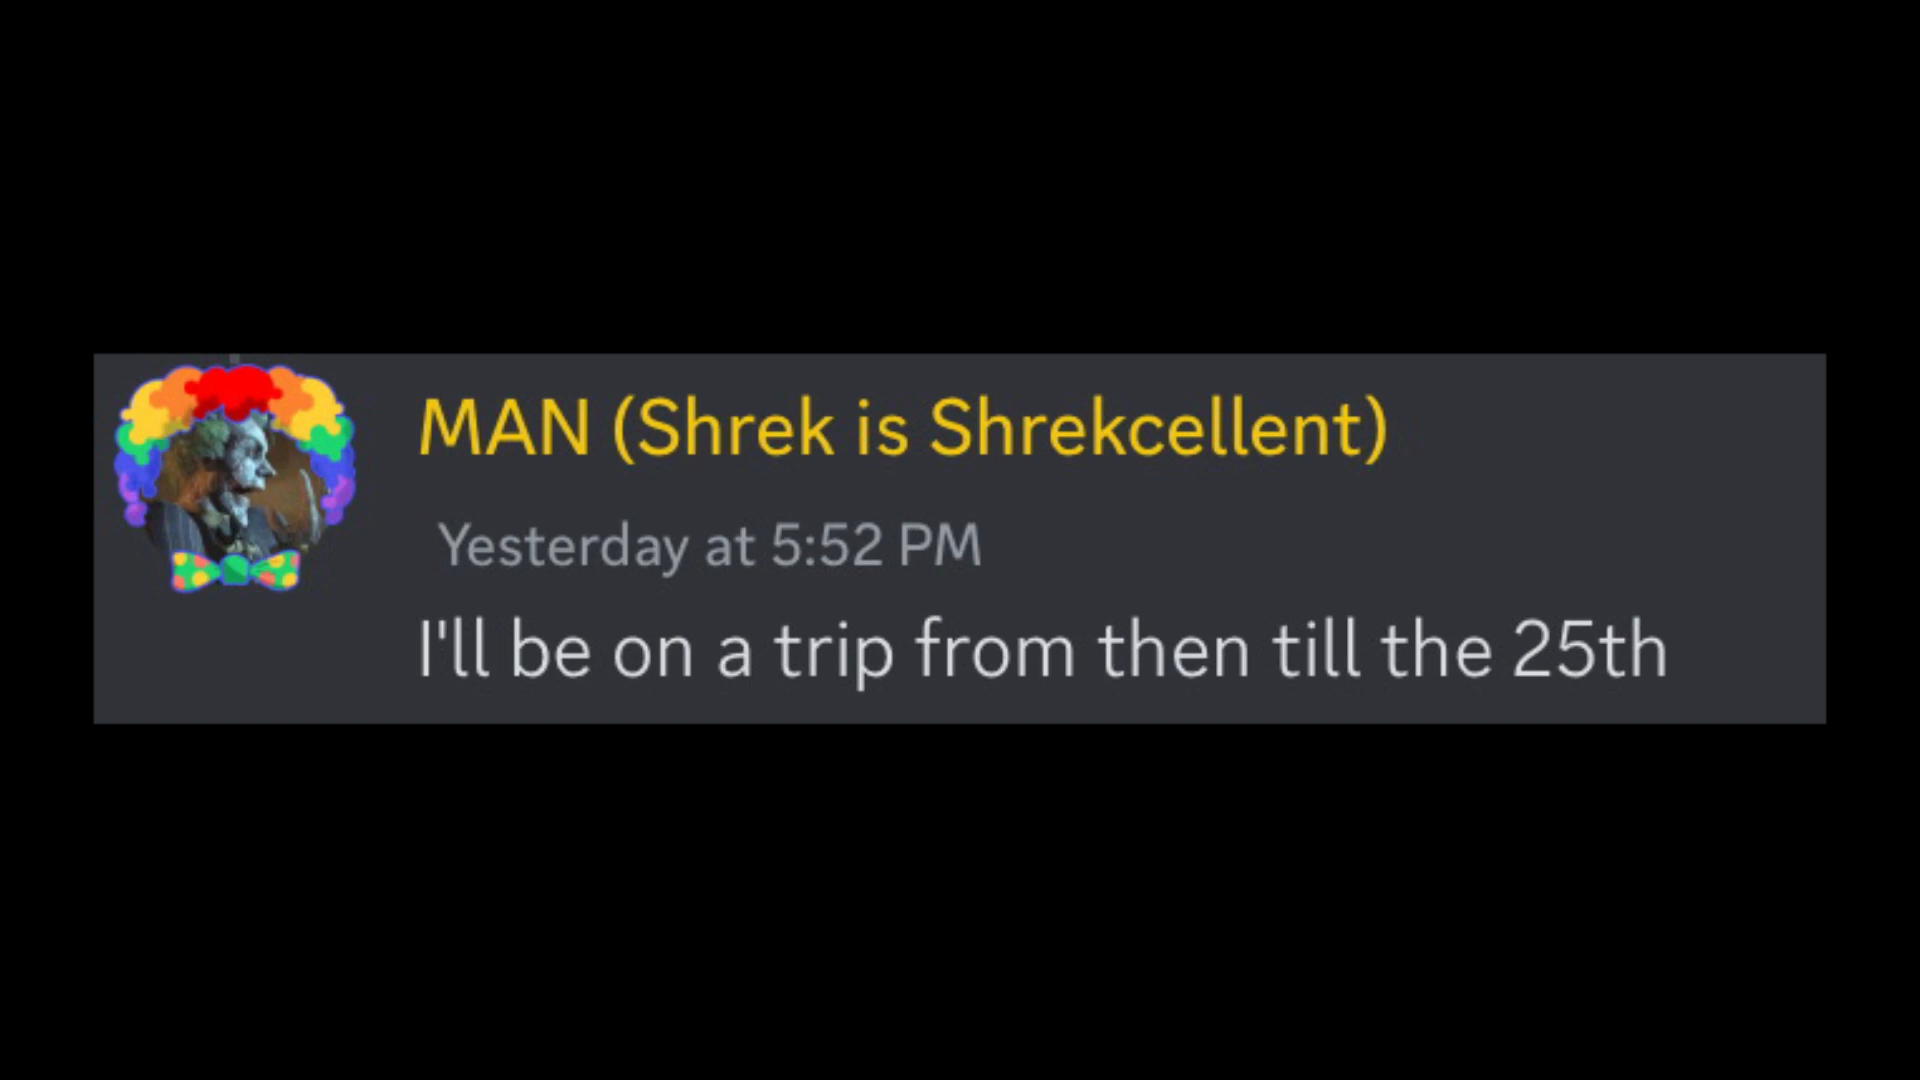 MAN (Shrek is Shrekcellent)
Yesterday at 5:52 PM
I'll be on a trip from then till the 25th